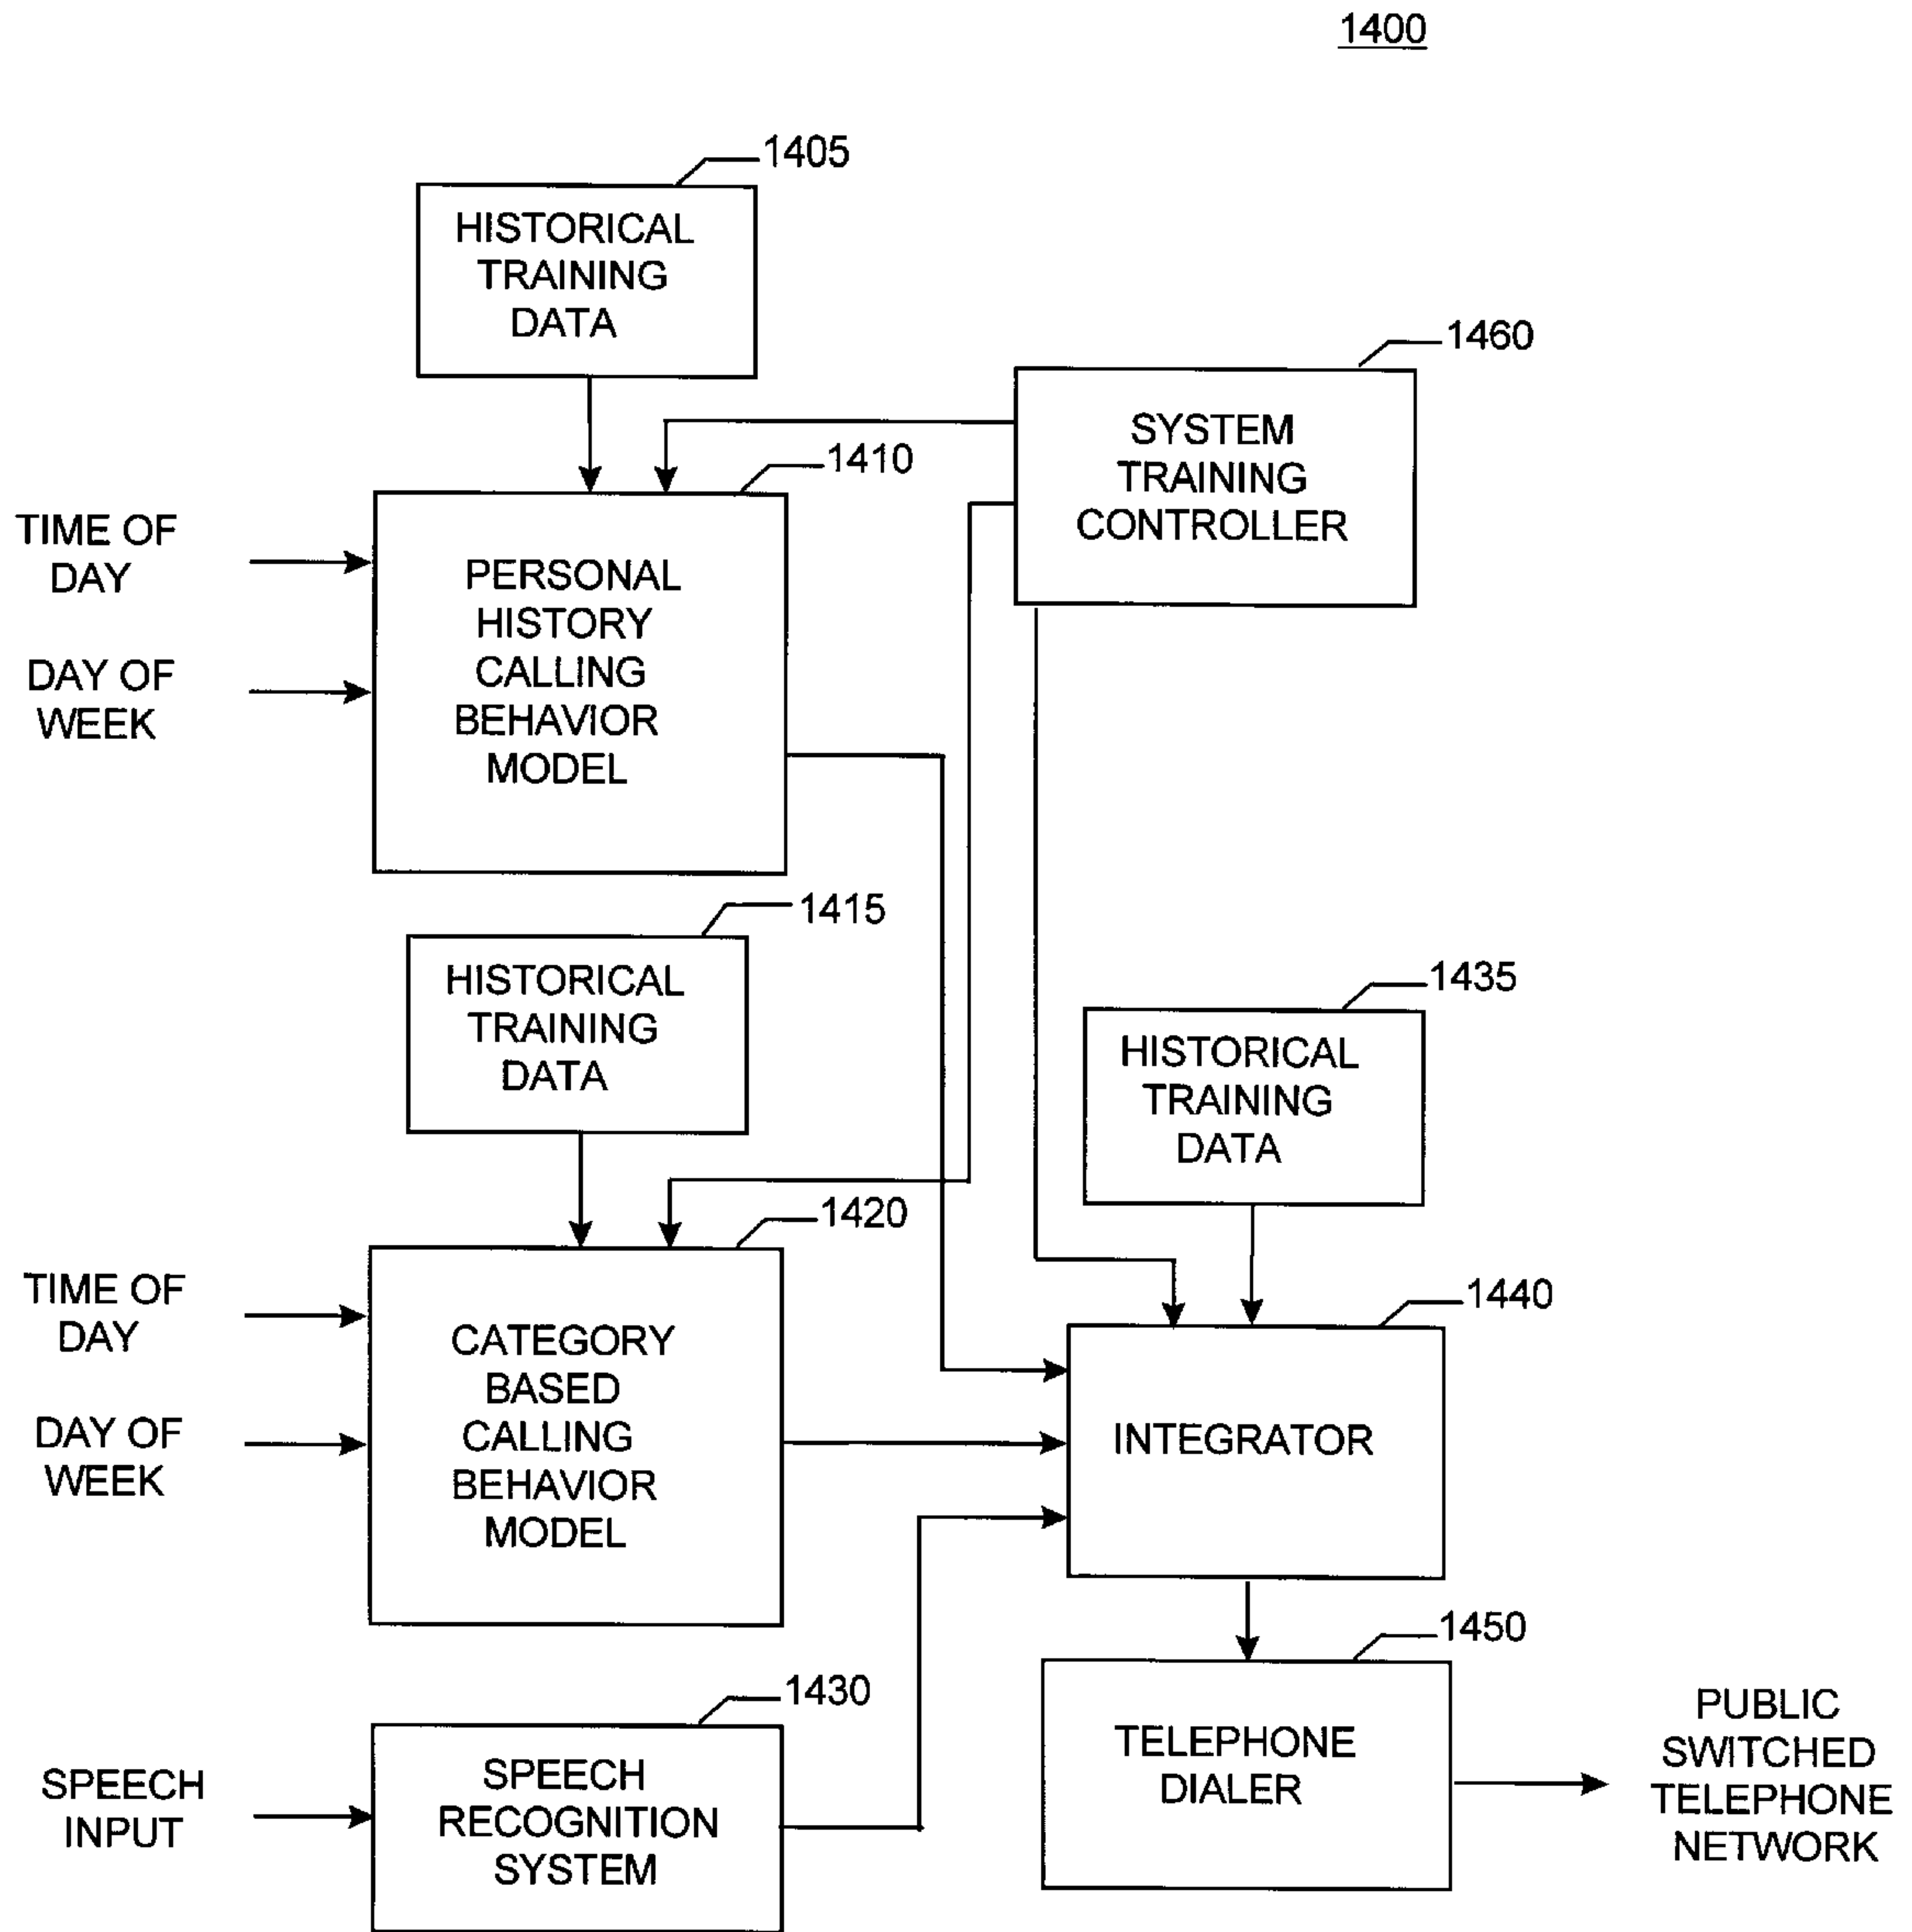 1400
1405
HISTORICAL
TRAINING
DATA
1460
SYSTEM
TRAINING
CONTROLLER
1410
TIME OF
DAY
DAY OF
WEEK
PERSONAL
HISTORY
CALLING
BEHAVIOR
MODEL
1415
HISTORICAL
TRAINING
DATA
1435
HISTORICAL
TRAINING
DATA
1420
TIME OF
DAY
DAY OF
WEEK
CATEGORY
BASED
CALLING
BEHAVIOR
MODEL
1440
INTEGRATOR
1430
SPEECH
INPUT
SPEECH
RECOGNITION
SYSTEM
1450
TELEPHONE
DIALER
PUBLIC
SWITCHED
TELEPHONE
NETWORK